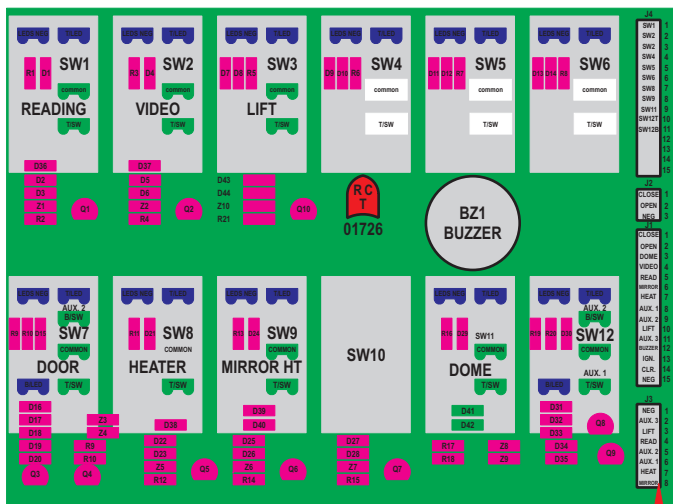 LEDS NEG T/LED LEDS NEG T/LED LEDS NEG T/LED LEDS NEG T/LED LEDS NEG T/LED LEDS NEG T/LED
SW1 SW2 SW3 SW4 SW5 SW6
R1 D1 R3 D4 D7 D8 R5 D9 D10 R6 D11 D12 R7 D13 D14 R8
common common common common common common
READING VIDEO LIFT
T/SW T/SW T/SW T/SW T/SW T/SW
D36 D37
D2 D5 D43
D3 D6 D44
Z1 Z2 Z10
R2 R4 R21
Q1 Q2 Q10
RC
T
01726
BZ1
BUZZER
LEDS NEG T/LED LEDS NEG T/LED LEDS NEG T/LED LEDS NEG T/LED LEDS NEG T/LED
AUX. 2 AUX. 2
B/SW B/SW
R9 R10 D15 R11 D21 R13 D24 R16 D23 R19 R20 D30
SW7 SW8 SW9 SW10 SW11 SW12
COMMON COMMON COMMON COMMON COMMON
DOOR HEATER MIRROR HT DOME
AUX. 1
B/LED T/SW T/SW T/SW T/SW B/LED T/SW
D16
D17
D18
D19
D20
Q3
Z3
Z4
R9
R10
Q4
D38
D22
D23
Z5
R12
Q5
D39
D40
D25
D26
Z6
R14
Q6
D27
D28
Z7
R15
Q7
D41
D42
R17
R18
Z8
Z9
D31
D32
D33
D34
D35
Q8
Q9
J4
SW1 1
SW2 2
SW2 3
SW4 4
SW5 5
SW6 6
SW8 7
SW9 8
SW11 9
SW12T 10
SW12B 11
12
13
14
15
J2
CLOSE 1
OPEN 2
NEG 3
J1
CLOSE 1
OPEN 2
DOME 3
VIDEO 4
READ 5
MIRROR 6
HEAT 7
AUX. 1 8
AUX. 2 9
LIFT 10
AUX. 3 11
BUZZER 12
IGN. 13
CLR. 14
NEG 15
J3
NEG 1
AUX. 3 2
LIFT 3
READ 4
AUX. 2 5
AUX. 1 6
HEAT 7
MIRROR 8